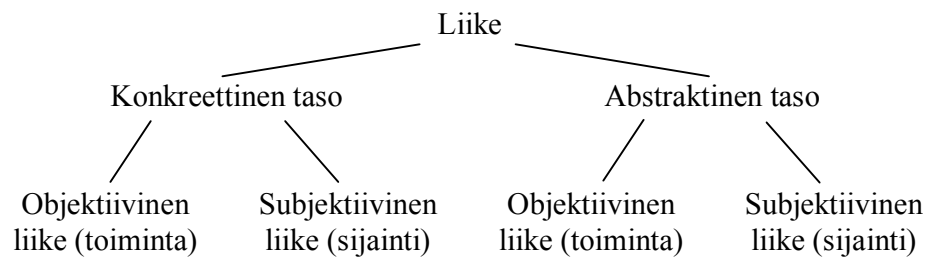 Liike
Konkreettinen taso
Abstraktinen taso
Objektiivinen
liike (toiminta)
Subjektiivinen
liike (sijainti)
Objektiivinen
liike (toiminta)
Subjektiivinen
liike (sijainti)